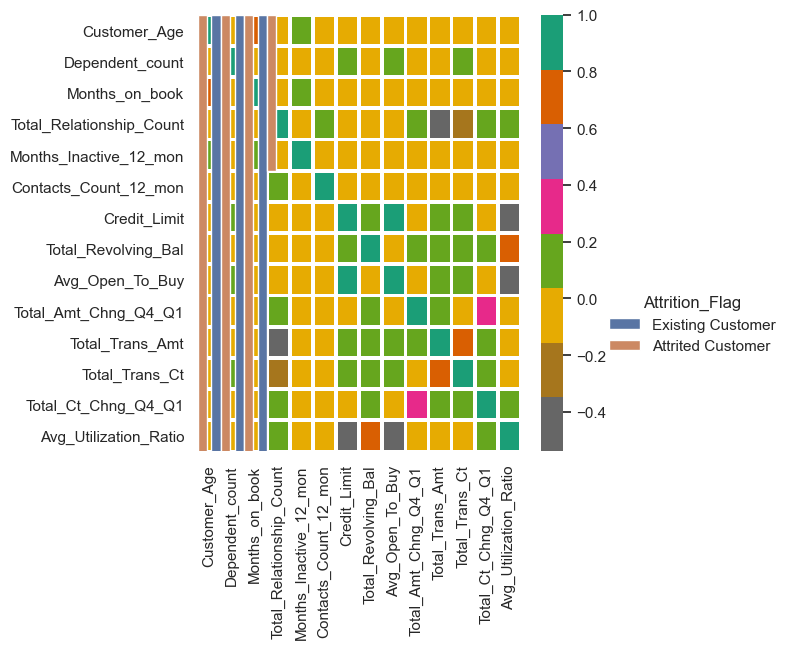 Customer_Age
Dependent_count
Months_on_book
Total_Relationship_Count
Months_Inactive_12_mon
Contacts_Count_12_mon
Credit_Limit
Total_Revolving_Bal
Avg_Open_To_Buy
Total_Amt_Chng_Q4_Q1
Total_Trans_Amt
Total_Trans_Ct
Total_Ct_Chng_Q4_Q1
Avg_Utilization_Ratio
Customer_Age
Dependent_count
Months_on_book
Total_Relationship_Count
Months_Inactive_12_mon
Contacts_Count_12_mon
Credit_Limit
Total_Revolving_Bal
Avg_Open_To_Buy
Total_Amt_Chng_Q4_Q1
Total_Trans_Amt
Total_Trans_Ct
Total_Ct_Chng_Q4_Q1
Avg_Utilization_Ratio
1.0
0.8
0.6
0.4
0.2
0.0
−0.2
−0.4
Attrition_Flag
Existing Customer
Attrited Customer